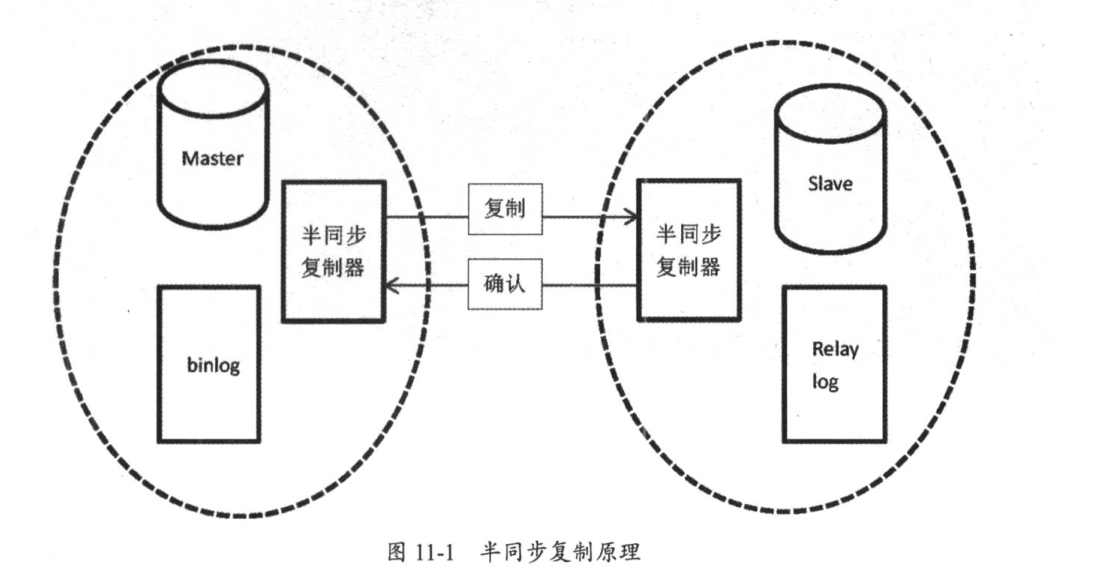 Master
半同步
复制器
binlog
复制
确认
半同步
复制器
Slave
Relay
log
图 11-1 半同步复制原理